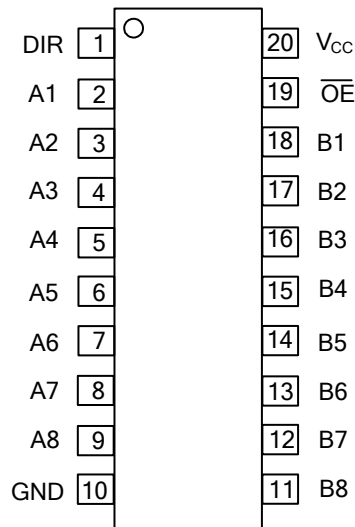 DIR 1 20 VCC
A1 2 19 O̅E̅
A2 3 18 B1
A3 4 17 B2
A4 5 16 B3
A5 6 15 B4
A6 7 14 B5
A7 8 13 B6
A8 9 12 B7
GND 10 11 B8